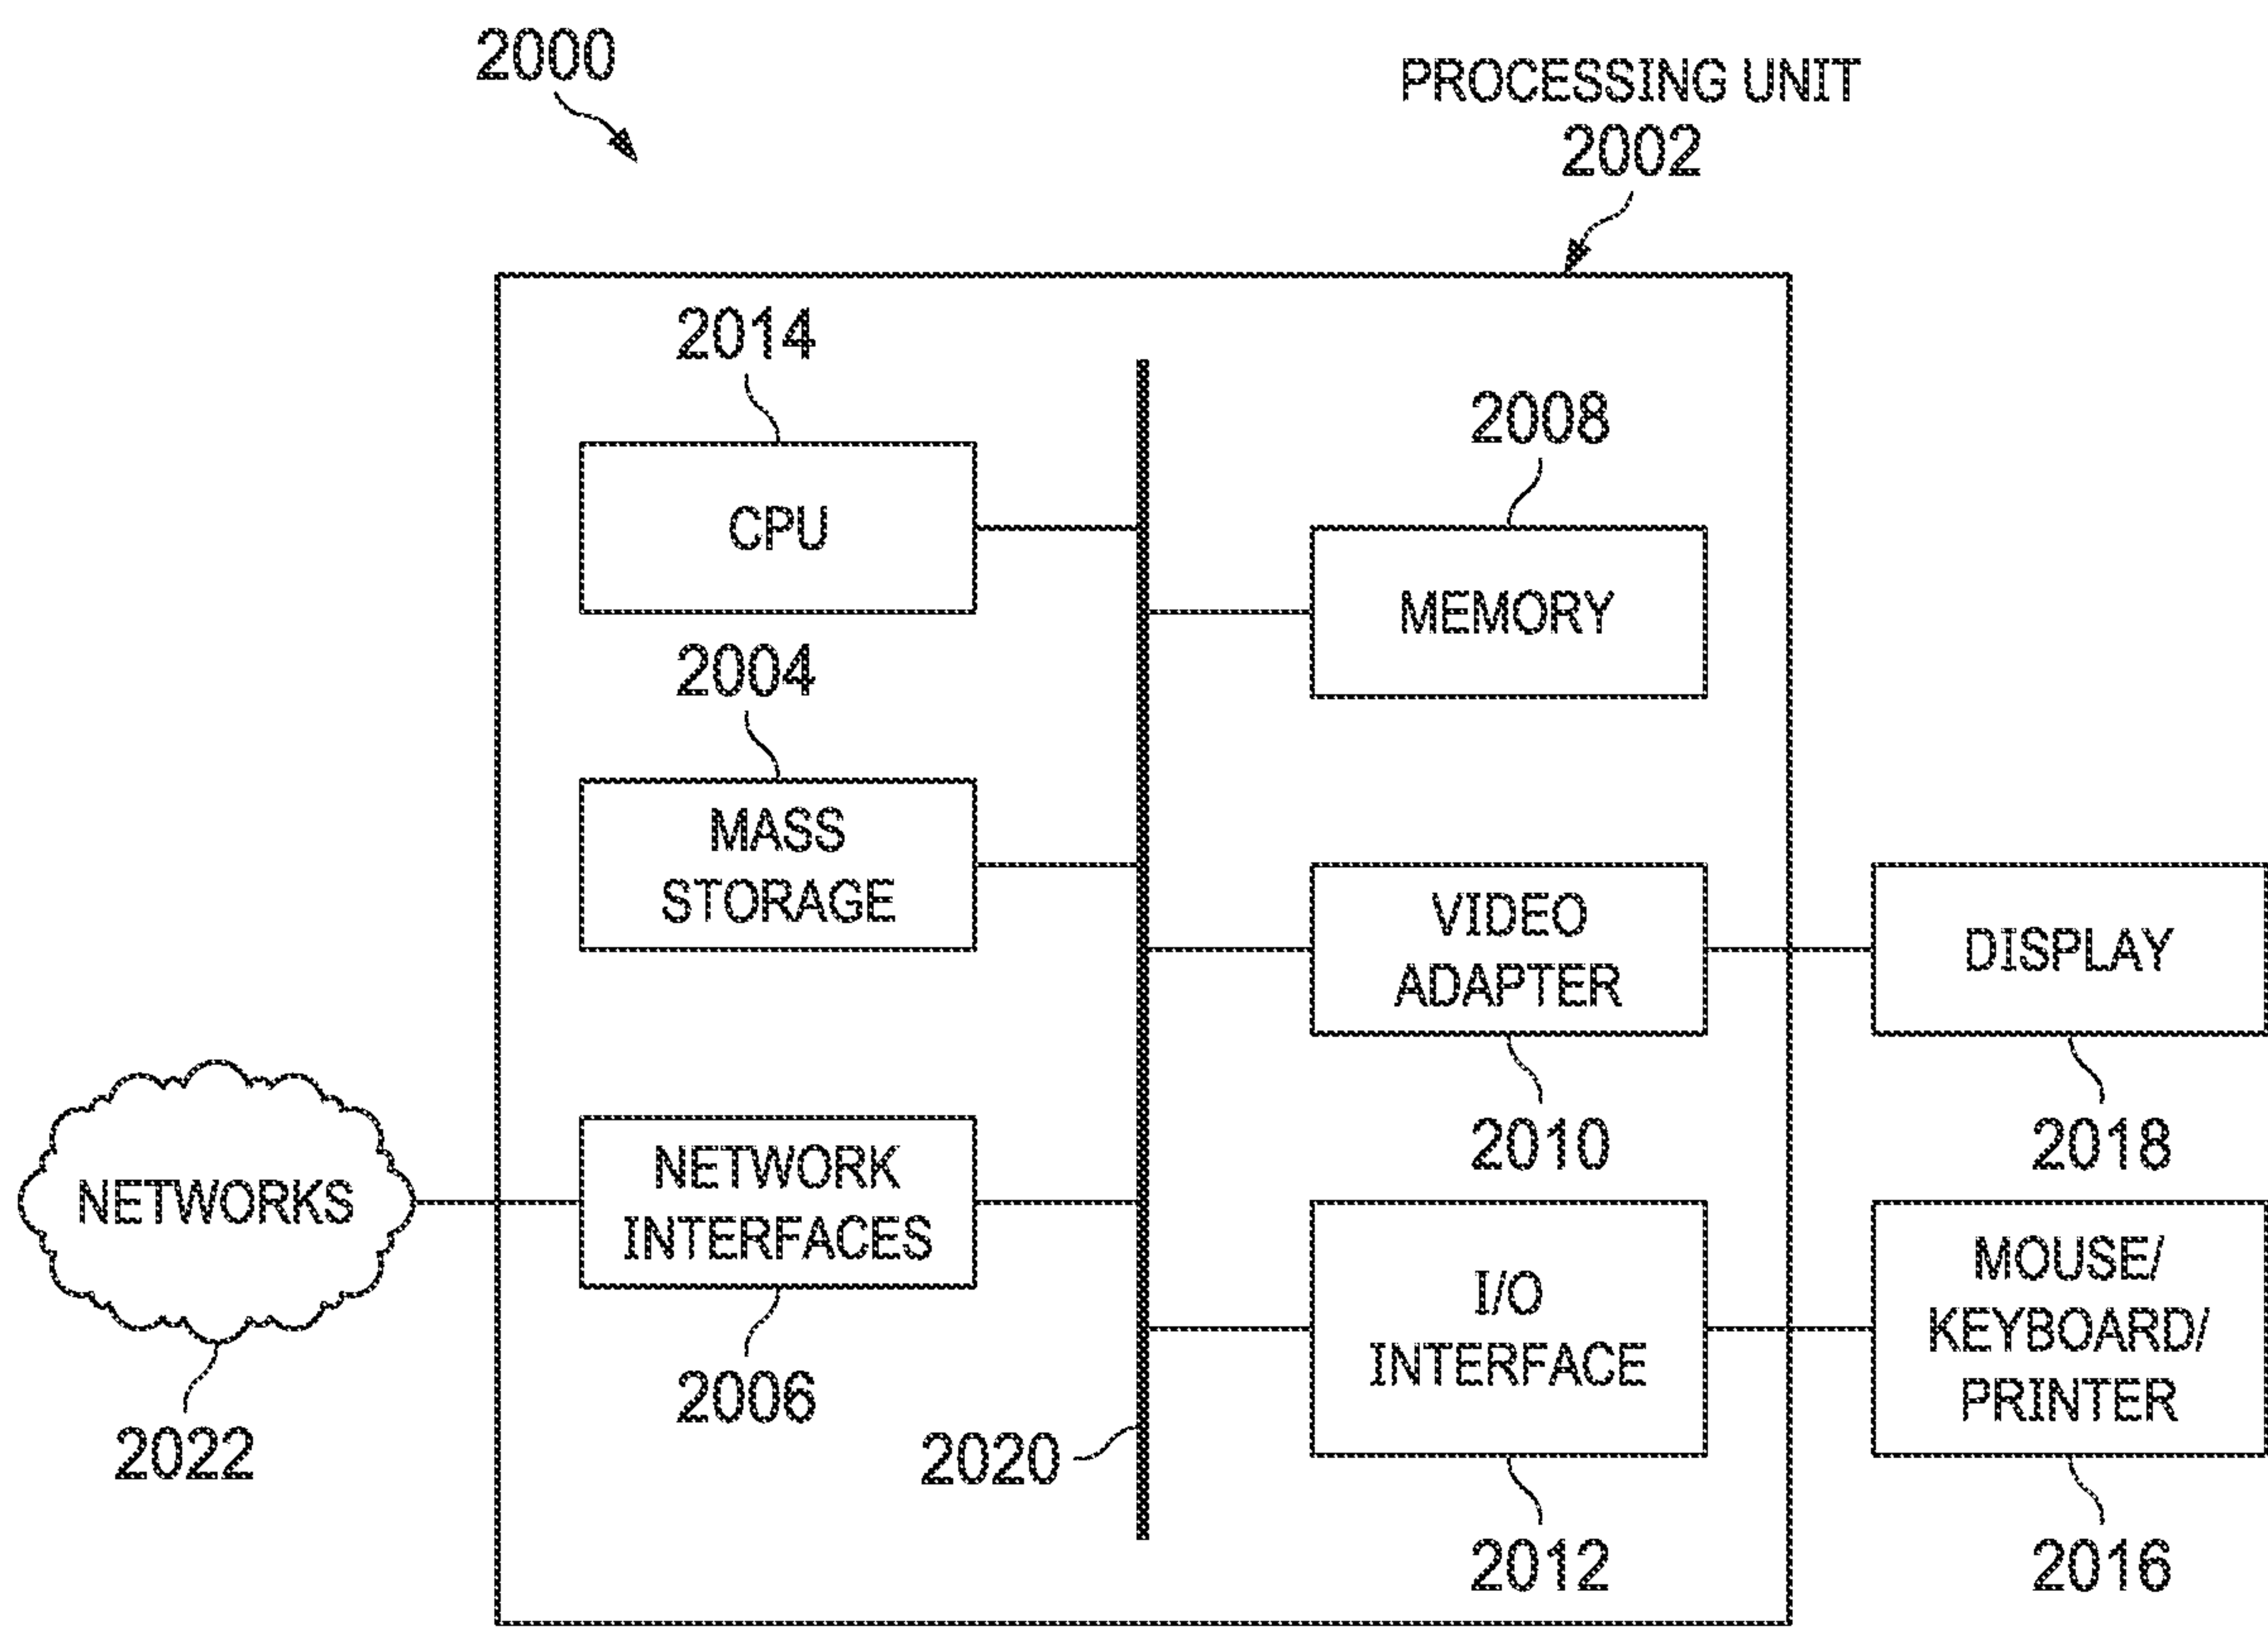 2000
PROCESSING UNIT
2002
2014
CPU
2008
MEMORY
2004
MASS
STORAGE
VIDEO
ADAPTER
2010
DISPLAY
2018
NETWORKS
2022
NETWORK
INTERFACES
2006
2020
I/O
INTERFACE
2012
MOUSE/
KEYBOARD/
PRINTER
2016